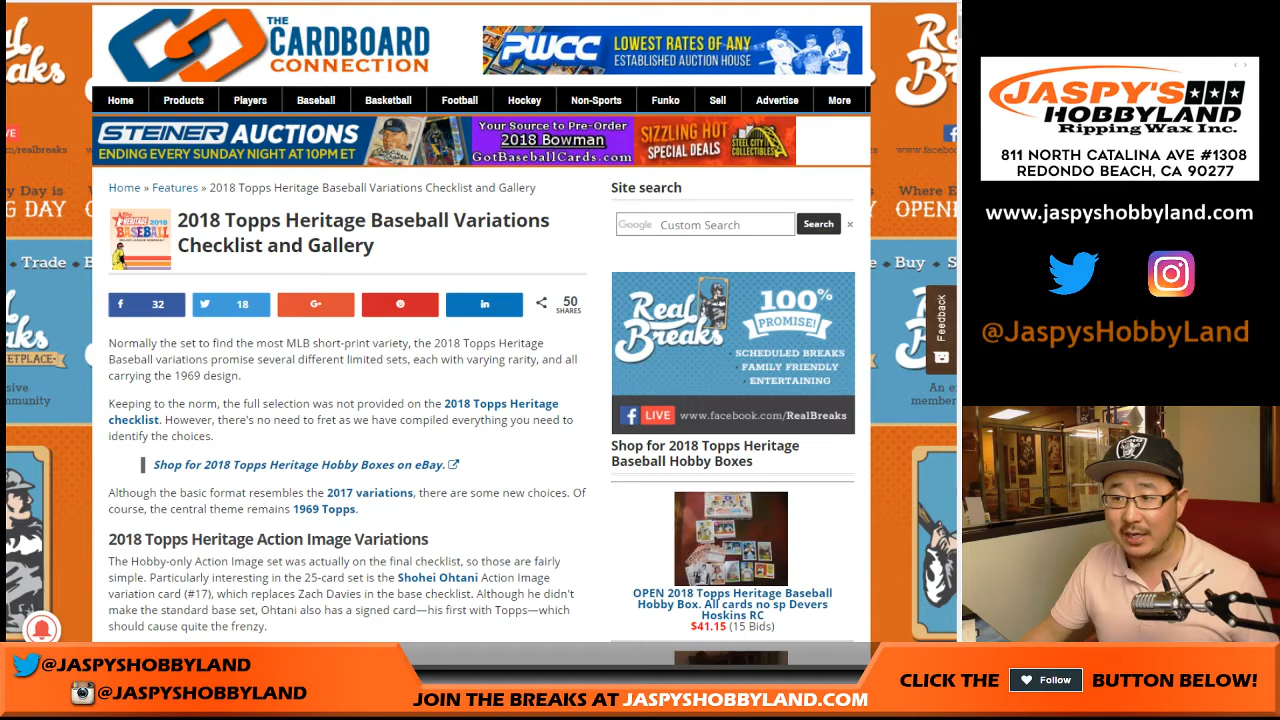 THE
CARDBOARD
CONNECTION
PWCC
LOWEST RATES OF ANY
ESTABLISHED AUCTION HOUSE
Home
Products
Players
Baseball
Basketball
Football
Hockey
Non-Sports
Funko
Sell
Advertise
More
STEINER AUCTIONS
ENDING EVERY SUNDAY NIGHT AT 10PM ET
Your Source to Pre-Order
2018 Bowman
GotBaseballCards.com
SIZZLING HOT
SPECIAL DEALS
STEEL CITY
COLLECTIBLES
Home » Features » 2018 Topps Heritage Baseball Variations Checklist and Gallery
HERITAGE 2018
BASEBALL
2018 Topps Heritage Baseball Variations
Checklist and Gallery
32
18
50
SHARES
Normally the set to find the most MLB short-print variety, the 2018 Topps Heritage
Baseball variations promise several different limited sets, each with varying rarity, and all
carrying the 1969 design.
Keeping to the norm, the full selection was not provided on the 2018 Topps Heritage
checklist. However, there's no need to fret as we have compiled everything you need to
identify the choices.
Shop for 2018 Topps Heritage Hobby Boxes on eBay.
Although the basic format resembles the 2017 variations, there are some new choices. Of
course, the central theme remains 1969 Topps.
2018 Topps Heritage Action Image Variations
The Hobby-only Action Image set was actually on the final checklist, so those are fairly
simple. Particularly interesting in the 25-card set is the Shohei Ohtani Action Image
variation card (#17), which replaces Zach Davies in the base checklist. Although he didn't
make the standard base set, Ohtani also has a signed card—his first with Topps—which
should cause quite the frenzy.
Site search
Google Custom Search
Search
×
Real
Breaks
100%
PROMISE!
· SCHEDULED BREAKS
· FAMILY FRIENDLY
· ENTERTAINING
LIVE
www.facebook.com/RealBreaks
Shop for 2018 Topps Heritage
Baseball Hobby Boxes
OPEN 2018 Topps Heritage Baseball
Hobby Box. All cards no sp Devers
Hoskins RC
$41.15 (15 Bids)
Feedback
JASPY'S
HOBBYLAND
Ripping Wax Inc.
811 NORTH CATALINA AVE #1308
REDONDO BEACH, CA 90277
www.jaspyshobbyland.com
@JaspysHobbyLand
@JASPYSHOBBYLAND
@JASPYSHOBBYLAND
JOIN THE BREAKS AT JASPYSHOBBYLAND.COM
CLICK THE Follow BUTTON BELOW!